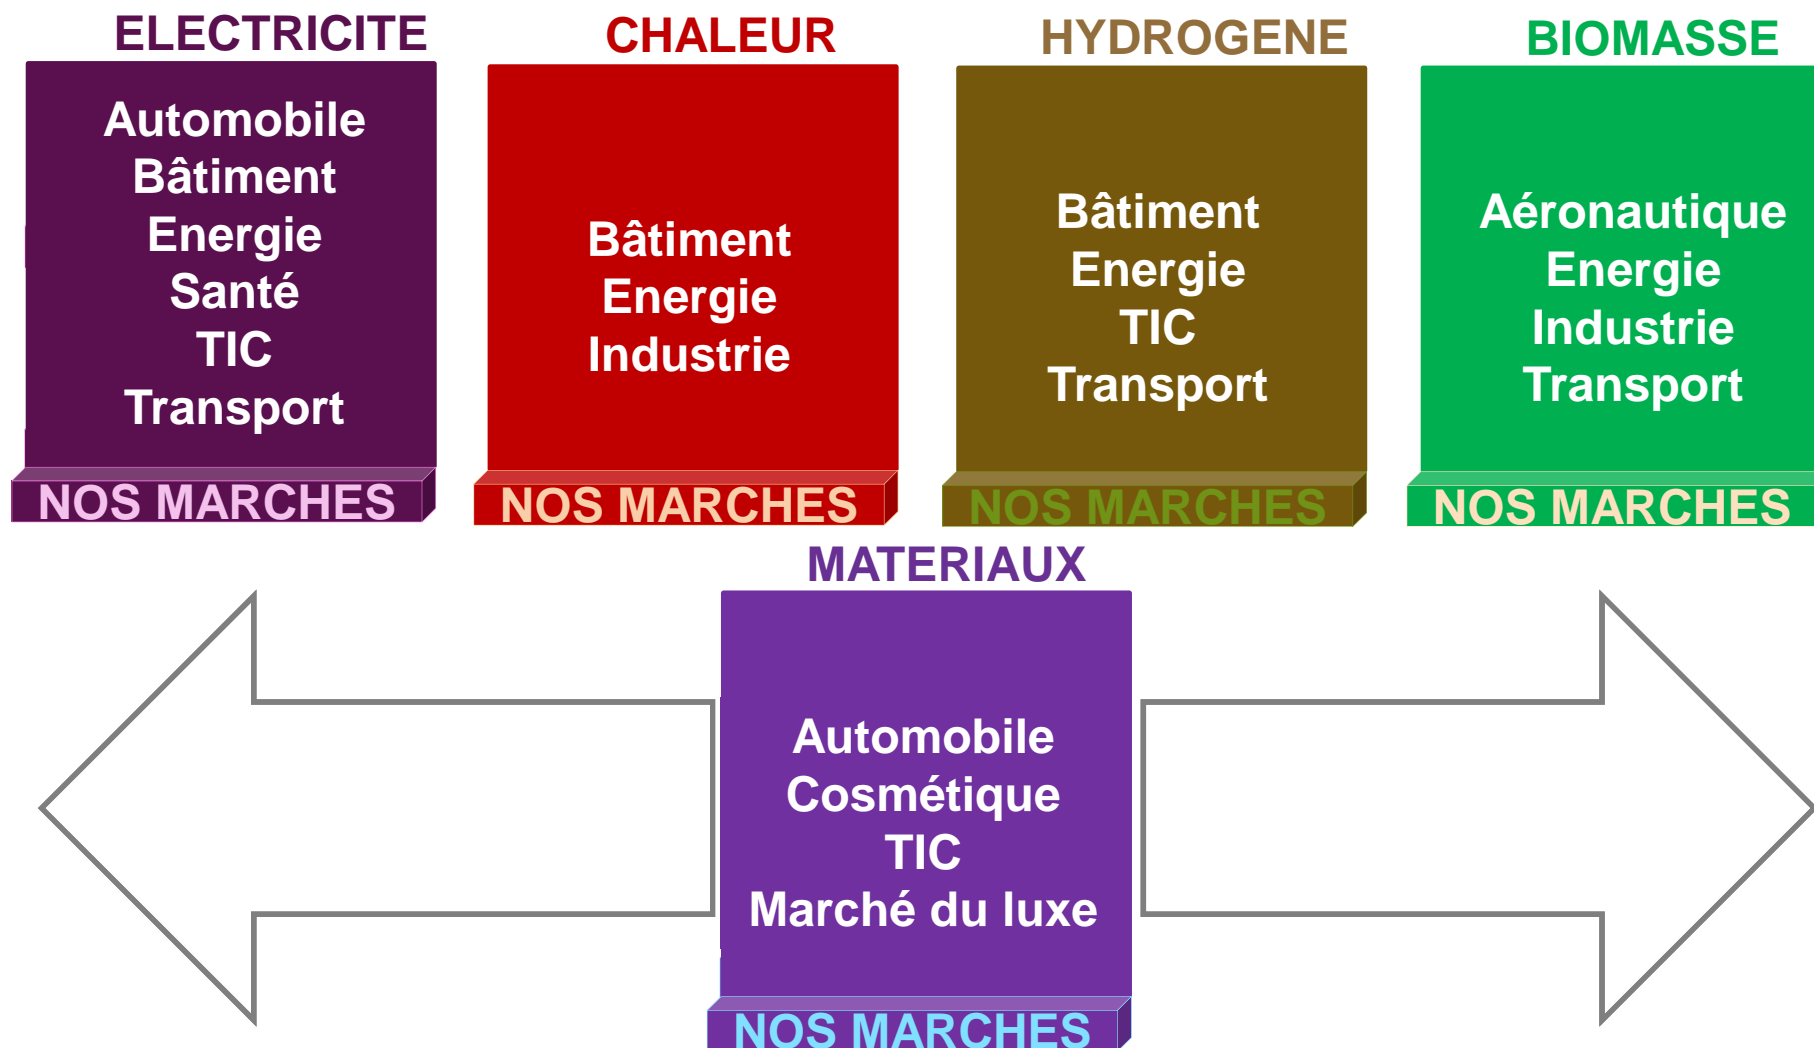 ELECTRICITE
Automobile
Bâtiment
Energie
Santé
TIC
Transport
NOS MARCHES
CHALEUR
Bâtiment
Energie
Industrie
NOS MARCHES
HYDROGENE
Bâtiment
Energie
TIC
Transport
NOS MARCHES
BIOMASSE
Aéronautique
Energie
Industrie
Transport
NOS MARCHES
MATERIAUX
Automobile
Cosmétique
TIC
Marché du luxe
NOS MARCHES